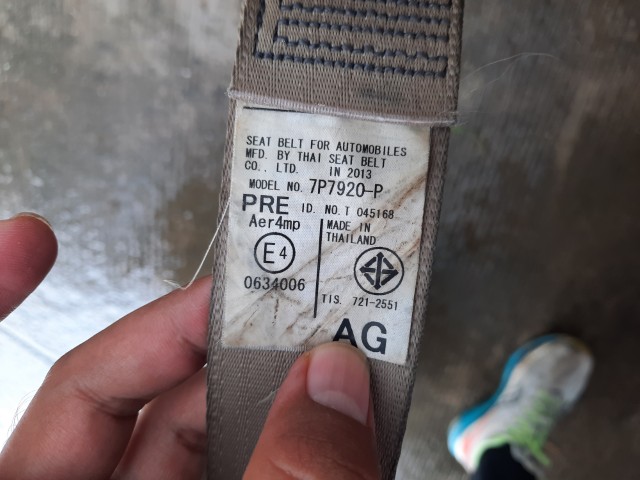 SEAT BELT FOR AUTOMOBILES
MFD. BY THAI SEAT BELT
CO., LTD. IN 2013
MODEL NO. 7P7920-P
PRE ID. NO. T 045168
Aer4mp
MADE IN
THAILAND
E4
0634006
TIS. 721-2551
AG